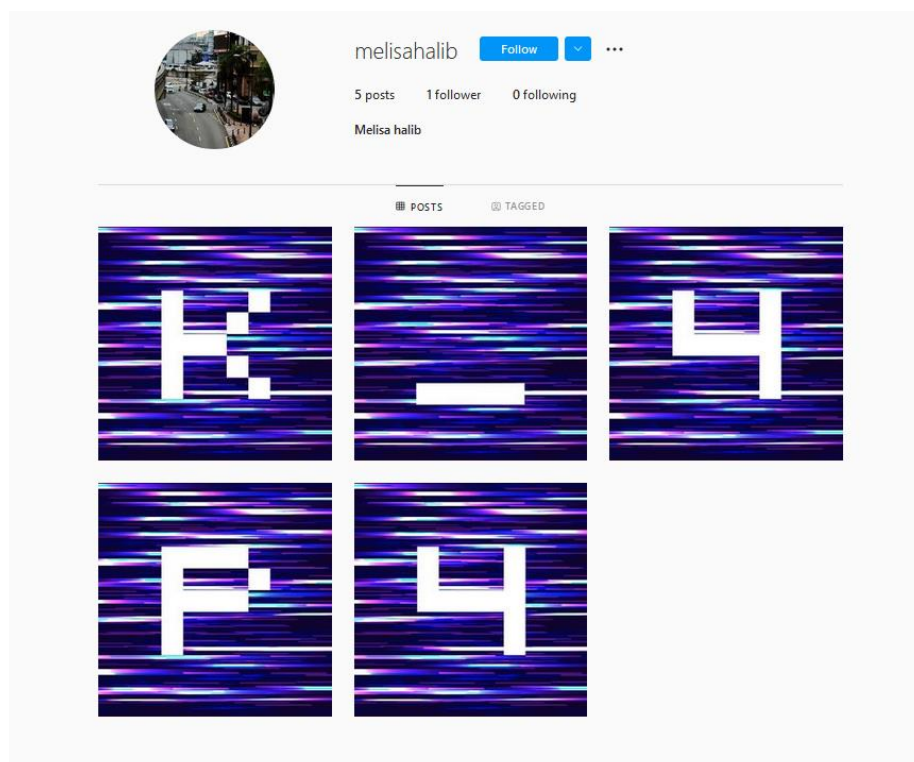 melisahalib Follow
5 posts 1 follower 0 following
Melisa halib
POSTS TAGGED
K _ 4
P 4